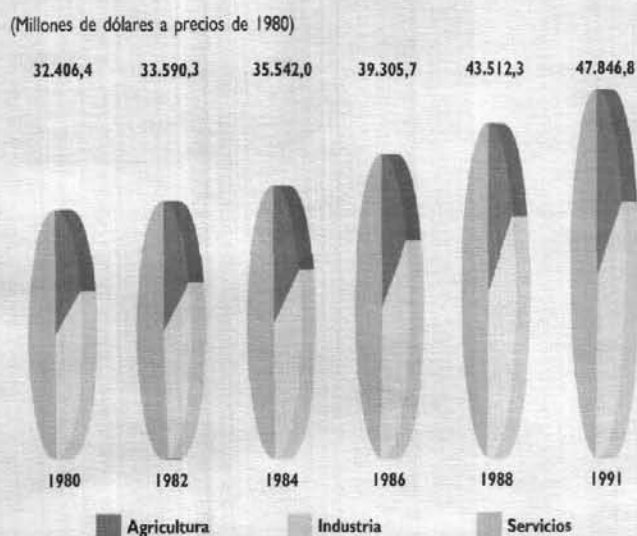 (Millones de dólares a precios de 1980)
32.406,4 33.590,3 35.542,0 39.305,7 43.512,3 47.846,8
1980 1982 1984 1986 1988 1991
Agricultura Industria Servicios